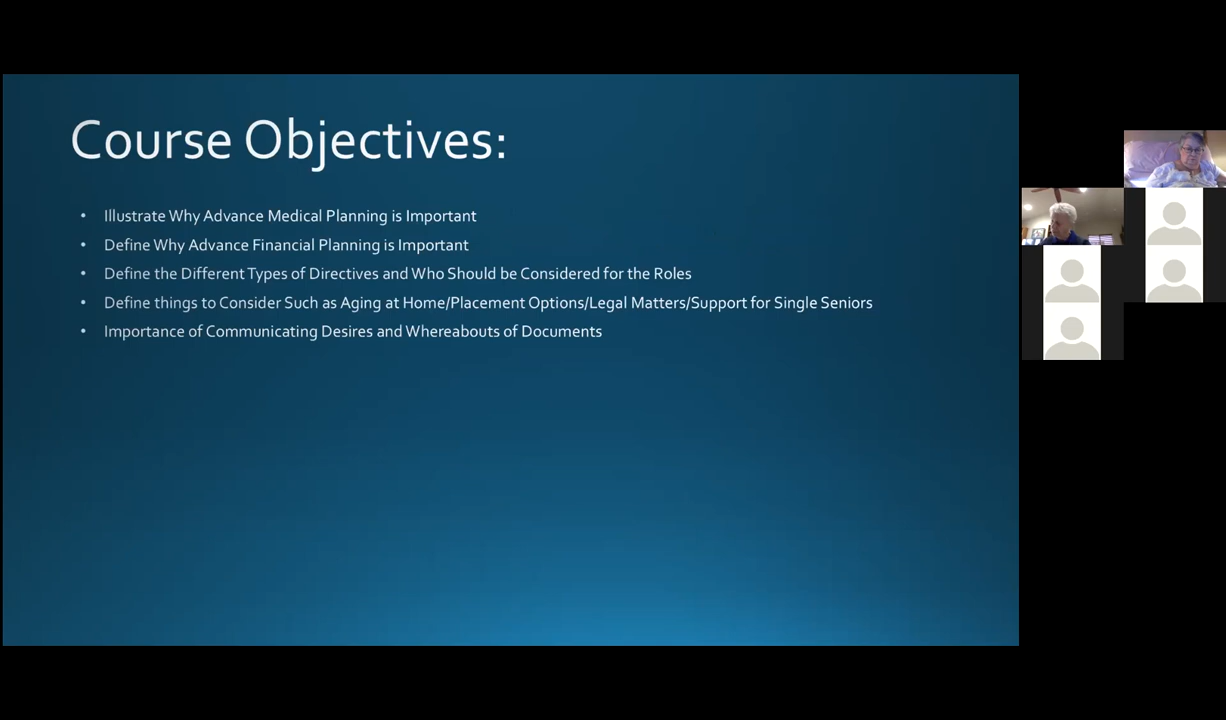 Course Objectives:
• Illustrate Why Advance Medical Planning is Important
• Define Why Advance Financial Planning is Important
• Define the Different Types of Directives and Who Should be Considered for the Roles
• Define things to Consider Such as Aging at Home/Placement Options/Legal Matters/Support for Single Seniors
• Importance of Communicating Desires and Whereabouts of Documents